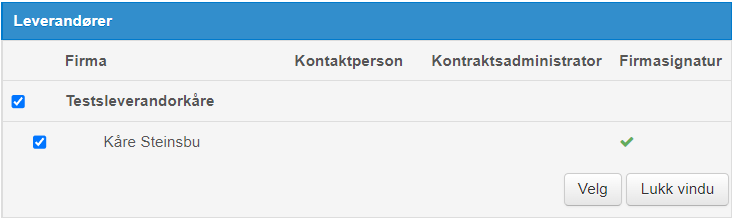 Leverandører
Firma Kontaktperson Kontraktsadministrator Firmasignatur
Testsleverandorkåre
Kåre Steinsbu
Velg Lukk vindu